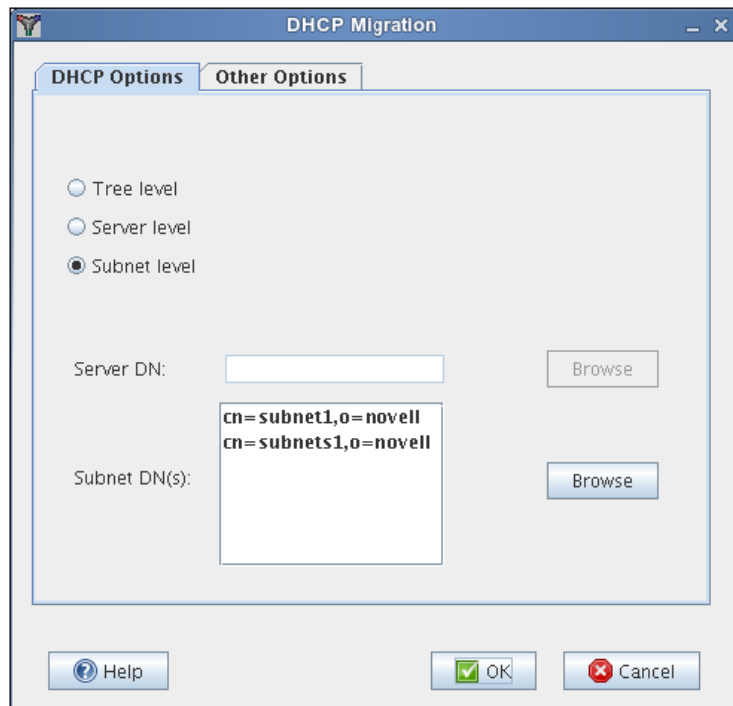 DHCP Migration
DHCP Options
Other Options
Tree level
Server level
Subnet level
Server DN:
Browse
cn=subnet1,o=novell
cn=subnets1,o=novell
Subnet DN(s):
Browse
Help
OK
Cancel